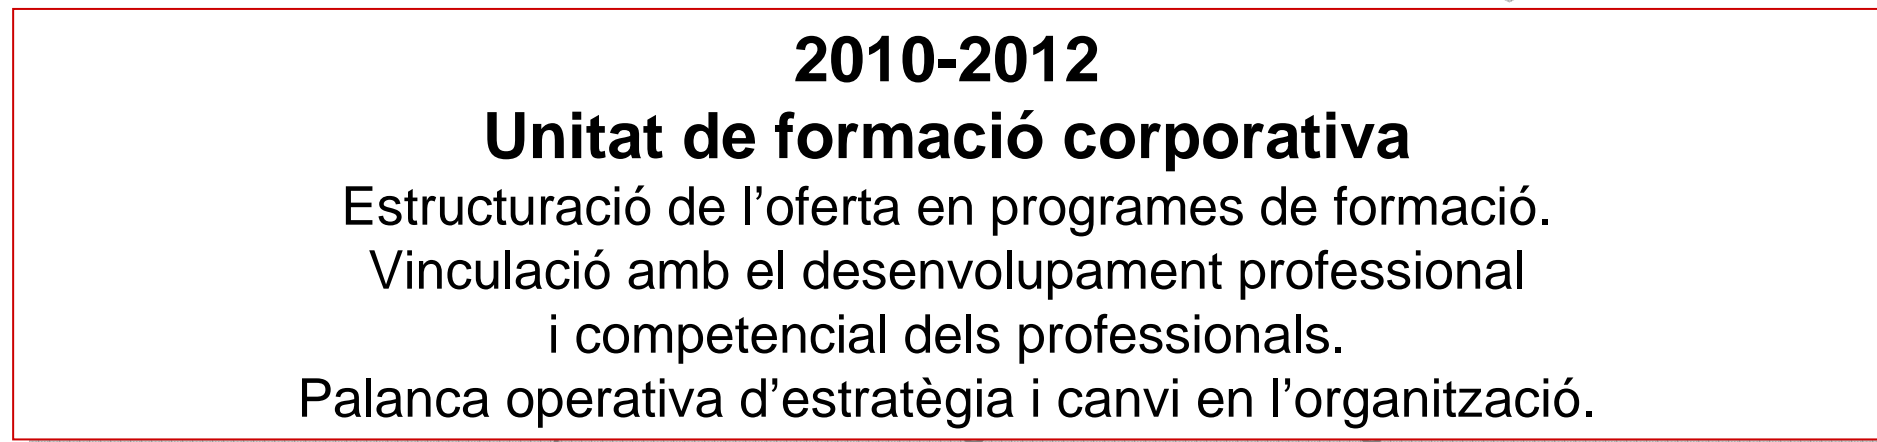 2010-2012
Unitat de formació corporativa
Estructuració de l’oferta en programes de formació.
Vinculació amb el desenvolupament professional
i competencial dels professionals.
Palanca operativa d’estratègia i canvi en l’organització.